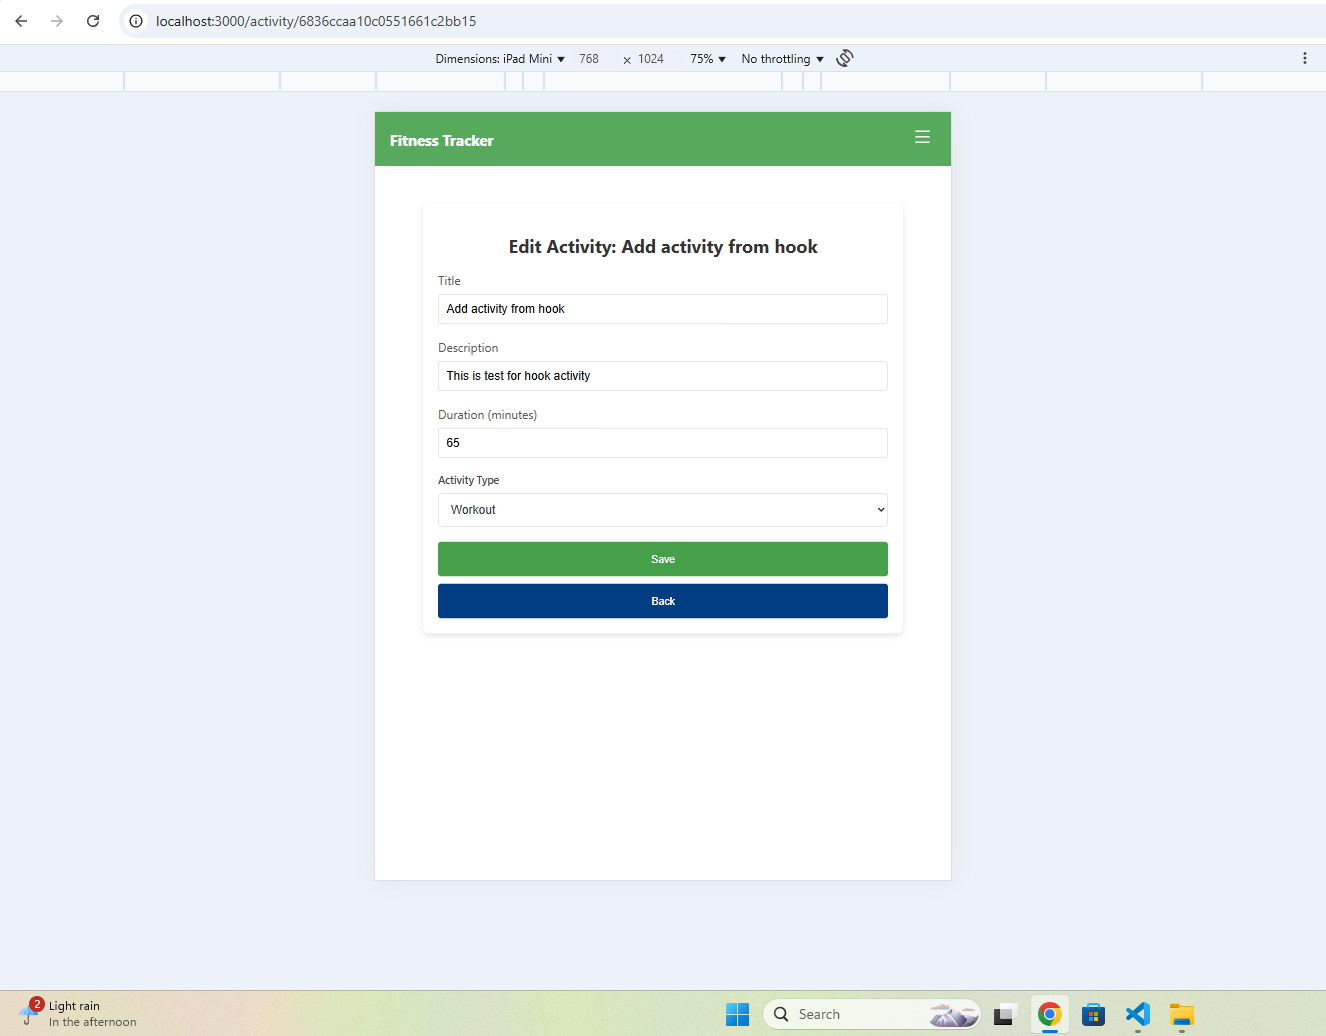 localhost:3000/activity/6836ccaa10c0551661c2bb15
Dimensions: iPad Mini 768 × 1024 75% No throttling
Fitness Tracker
Edit Activity: Add activity from hook
Title
Add activity from hook
Description
This is test for hook activity
Duration (minutes)
65
Activity Type
Workout
Save
Back
2
Light rain
In the afternoon
Search